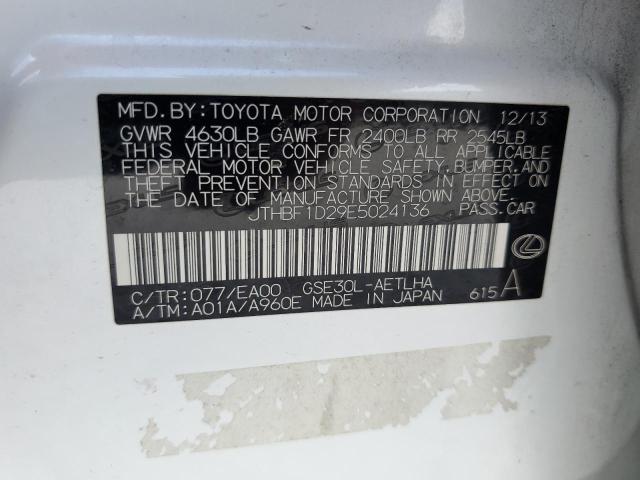 MFD.BY:TOYOTA MOTOR CORPORATION 12/13
GVWR 4630LB GAWR FR 2400LB RR 2545LB
THIS VEHICLE CONFORMS TO ALL APPLICABLE
FEDERAL MOTOR VEHICLE SAFETY,BUMPER,AND
THEFT PREVENTION STANDARDS IN EFFECT ON
THE DATE OF MANUFACTURE SHOWN ABOVE.
JTHBF1D29E5024136 PASS.CAR
C/TR:077/EA00 GSE30L-AETLHA
A/TM:A01A/A960E MADE IN JAPAN 615 A